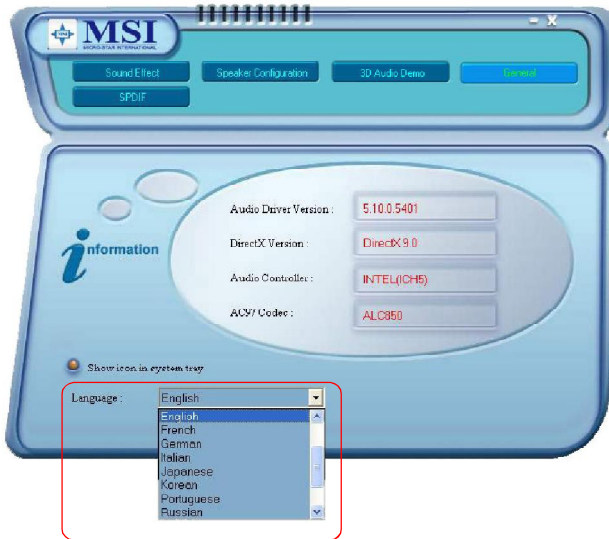 MSI
MICRO-STAR INTERNATIONAL
- X
Sound Effect
Speaker Configuration
3D Audio Demo
General
SPDIF
Information
Audio Driver Version :
5.10.0.5401
DirectX Version :
DirectX 9.0
Audio Controller :
INTEL(ICH5)
AC97 Codec :
ALC850
Show icon in system tray
Language :
English
English
French
German
Italian
Japanese
Korean
Portuguese
Russian